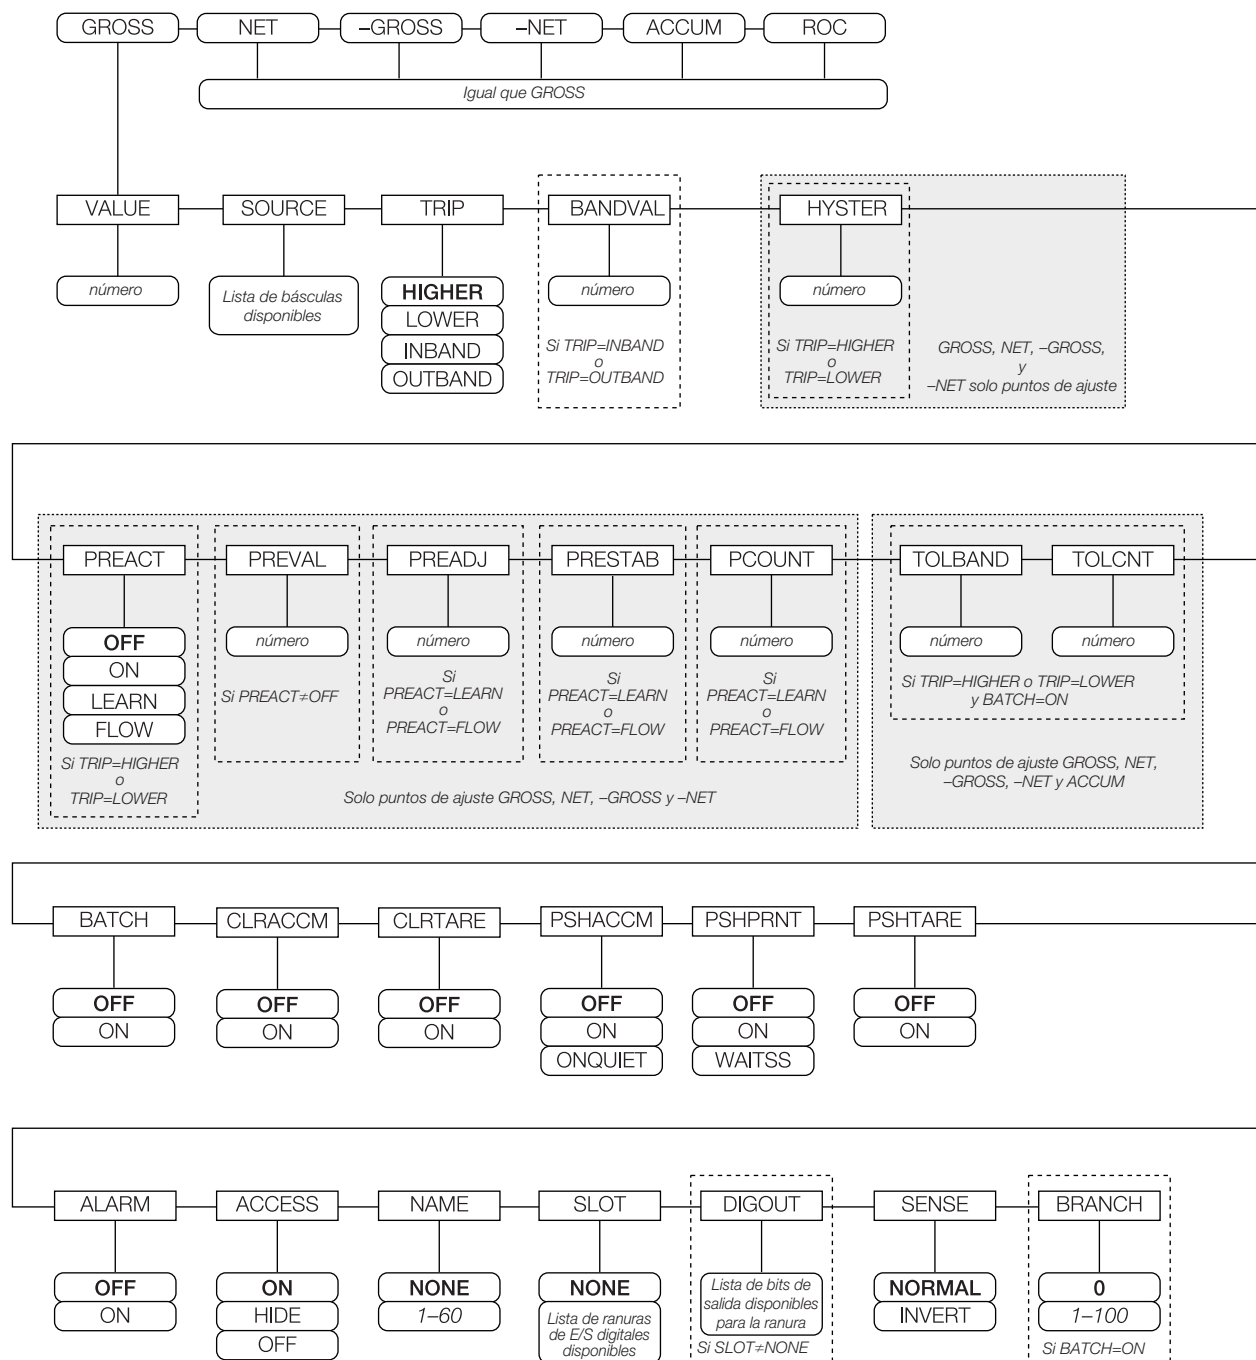 GROSS NET –GROSS –NET ACCUM ROC
Igual que GROSS
VALUE SOURCE TRIP BANDVAL HYSTER
número
Lista de básculas
disponibles
HIGHER
LOWER
INBAND
OUTBAND
número
Si TRIP=INBAND
o
TRIP=OUTBAND
número
Si TRIP=HIGHER
o
TRIP=LOWER
GROSS, NET, –GROSS,
y
–NET solo puntos de ajuste
PREACT PREVAL PREADJ PRESTAB PCOUNT TOLBAND TOLCNT
OFF
ON
LEARN
FLOW
Si TRIP=HIGHER
o
TRIP=LOWER
número
Si PREACT≠OFF
número
Si
PREACT=LEARN
o
PREACT=FLOW
número
Si
PREACT=LEARN
o
PREACT=FLOW
número
Si
PREACT=LEARN
o
PREACT=FLOW
Solo puntos de ajuste GROSS, NET, –GROSS y –NET
número número
Si TRIP=HIGHER o TRIP=LOWER
y BATCH=ON
Solo puntos de ajuste GROSS, NET,
–GROSS, –NET y ACCUM
BATCH CLRACCM CLRTARE PSHACCM PSHPRNT PSHTARE
OFF
ON
OFF
ON
OFF
ON
OFF
ON
ONQUIET
OFF
ON
WAITSS
OFF
ON
ALARM ACCESS NAME SLOT DIGOUT SENSE BRANCH
OFF
ON
ON
HIDE
OFF
NONE
1–60
NONE
Lista de ranuras
de E/S digitales
disponibles
Lista de bits de
salida disponibles
para la ranura
Si SLOT≠NONE
NORMAL
INVERT
0
1–100
Si BATCH=ON